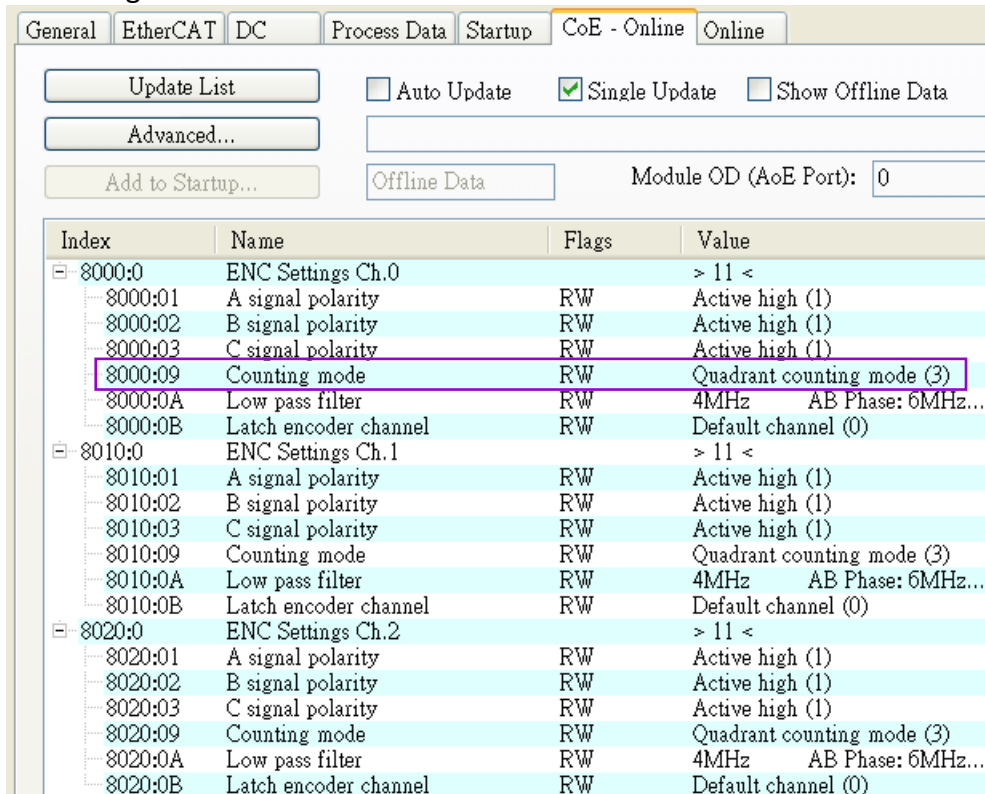 General EtherCAT DC Process Data Startup CoE - Online Online
Update List Auto Update Single Update Show Offline Data
Advanced...
Add to Startup... Offline Data Module OD (AoE Port): 0
Index Name Flags Value
8000:0 ENC Settings Ch.0 > 11 <
8000:01 A signal polarity RW Active high (1)
8000:02 B signal polarity RW Active high (1)
8000:03 C signal polarity RW Active high (1)
8000:09 Counting mode RW Quadrant counting mode (3)
8000:0A Low pass filter RW 4MHz AB Phase: 6MHz...
8000:0B Latch encoder channel RW Default channel (0)
8010:0 ENC Settings Ch.1 > 11 <
8010:01 A signal polarity RW Active high (1)
8010:02 B signal polarity RW Active high (1)
8010:03 C signal polarity RW Active high (1)
8010:09 Counting mode RW Quadrant counting mode (3)
8010:0A Low pass filter RW 4MHz AB Phase: 6MHz...
8010:0B Latch encoder channel RW Default channel (0)
8020:0 ENC Settings Ch.2 > 11 <
8020:01 A signal polarity RW Active high (1)
8020:02 B signal polarity RW Active high (1)
8020:03 C signal polarity RW Active high (1)
8020:09 Counting mode RW Quadrant counting mode (3)
8020:0A Low pass filter RW 4MHz AB Phase: 6MHz...
8020:0B Latch encoder channel RW Default channel (0)